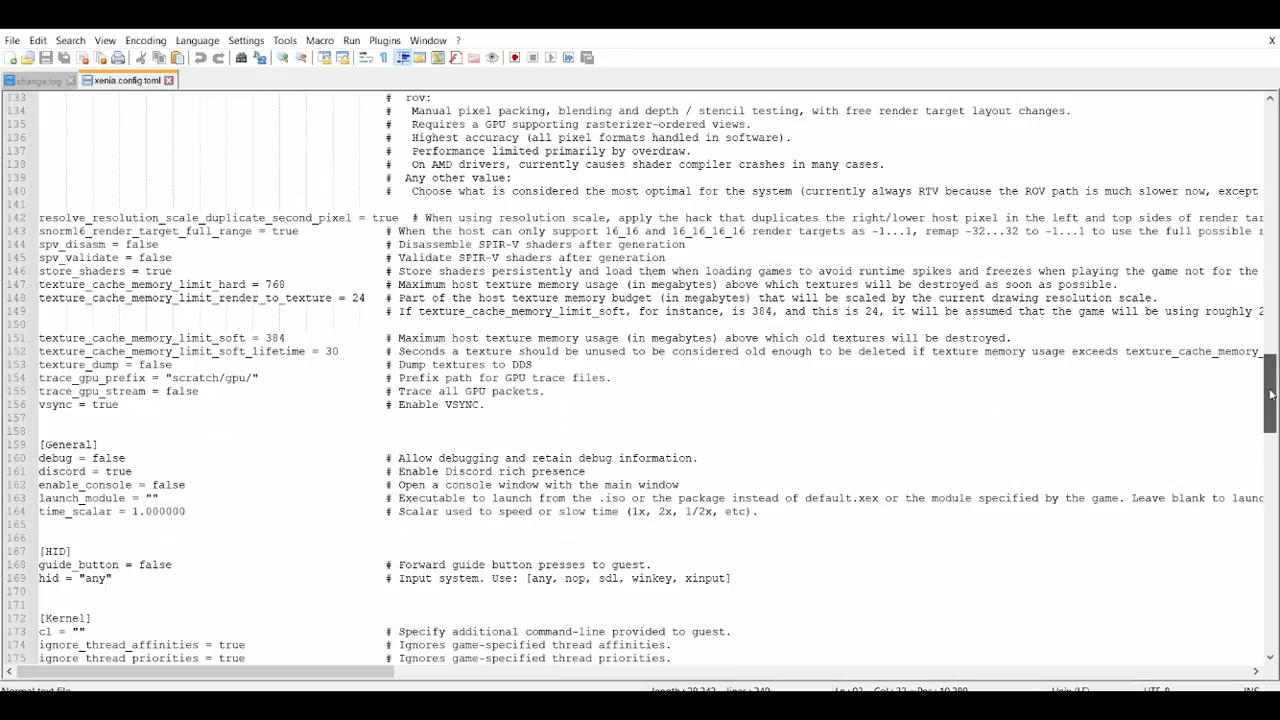 File Edit Search View Encoding Language Settings Tools Macro Run Plugins Window ? X
change.log xenia.config.toml
133 # rov:
134 # Manual pixel packing, blending and depth / stencil testing, with free render target layout changes.
135 # Requires a GPU supporting rasterizer-ordered views.
136 # Highest accuracy (all pixel formats handled in software).
137 # Performance limited primarily by overdraw.
138 # On AMD drivers, currently causes shader compiler crashes in many cases.
139 # Any other value:
140 # Choose what is considered the most optimal for the system (currently always RTV because the ROV path is much slower now, except
141
142 resolve_resolution_scale_duplicate_second_pixel = true # When using resolution scale, apply the hack that duplicates the right/lower host pixel in the left and top sides of render tar
143 snorm16_render_target_full_range = true # When the host can only support 16_16 and 16_16_16_16 render targets as -1...1, remap -32...32 to -1...1 to use the full possible r
144 spv_disasm = false # Disassemble SPIR-V shaders after generation
145 spv_validate = false # Validate SPIR-V shaders after generation
146 store_shaders = true # Store shaders persistently and load them when loading games to avoid runtime spikes and freezes when playing the game not for the
147 texture_cache_memory_limit_hard = 768 # Maximum host texture memory usage (in megabytes) above which textures will be destroyed as soon as possible.
148 texture_cache_memory_limit_render_to_texture = 24 # Part of the host texture memory budget (in megabytes) that will be scaled by the current drawing resolution scale.
149 # If texture_cache_memory_limit_soft, for instance, is 384, and this is 24, it will be assumed that the game will be using roughly 2
150
151 texture_cache_memory_limit_soft = 384 # Maximum host texture memory usage (in megabytes) above which old textures will be destroyed.
152 texture_cache_memory_limit_soft_lifetime = 30 # Seconds a texture should be unused to be considered old enough to be deleted if texture memory usage exceeds texture_cache_memory_
153 texture_dump = false # Dump textures to DDS
154 trace_gpu_prefix = "scratch/gpu/" # Prefix path for GPU trace files.
155 trace_gpu_stream = false # Trace all GPU packets.
156 vsync = true # Enable VSYNC.
157
158
159 [General]
160 debug = false # Allow debugging and retain debug information.
161 discord = true # Enable Discord rich presence
162 enable_console = false # Open a console window with the main window
163 launch_module = "" # Executable to launch from the .iso or the package instead of default.xex or the module specified by the game. Leave blank to launc
164 time_scalar = 1.000000 # Scalar used to speed or slow time (1x, 2x, 1/2x, etc).
165
166
167 [HID]
168 guide_button = false # Forward guide button presses to guest.
169 hid = "any" # Input system. Use: [any, nop, sdl, winkey, xinput]
170
171
172 [Kernel]
173 cl = "" # Specify additional command-line provided to guest.
174 ignore_thread_affinities = true # Ignores game-specified thread affinities.
175 ignore_thread_priorities = true # Ignores game-specified thread priorities.